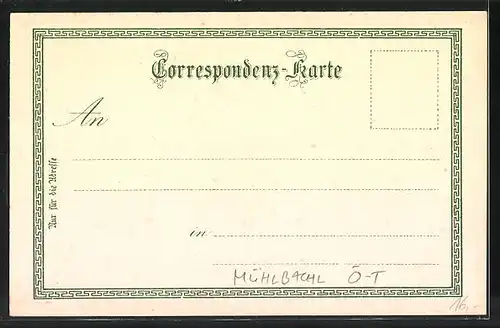 Correspondenz-Karte
An
Nur für die Adresse
in
MÜHLBACHL Ö-T
16,-